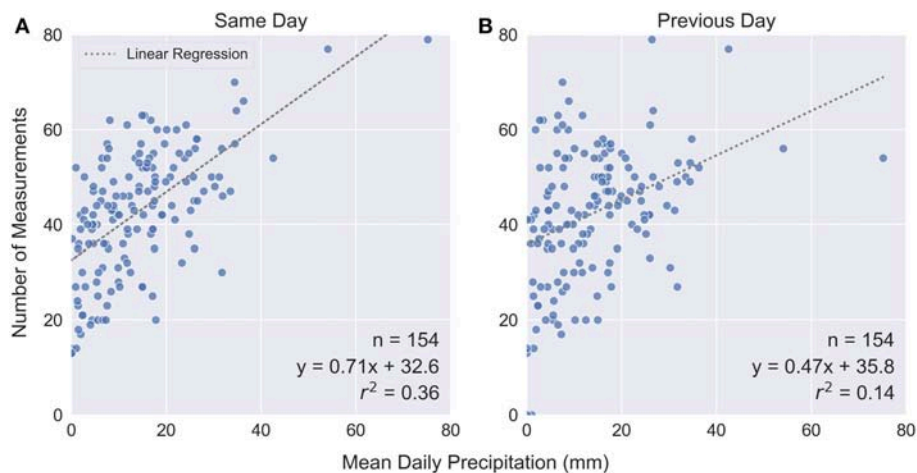 A
Same Day
80
60
40
20
0
Number of Measurements
Linear Regression
n = 154
y = 0.71x + 32.6
r² = 0.36
0 20 40 60 80
B
Previous Day
80
60
40
20
0
n = 154
y = 0.47x + 35.8
r² = 0.14
0 20 40 60 80
Mean Daily Precipitation (mm)